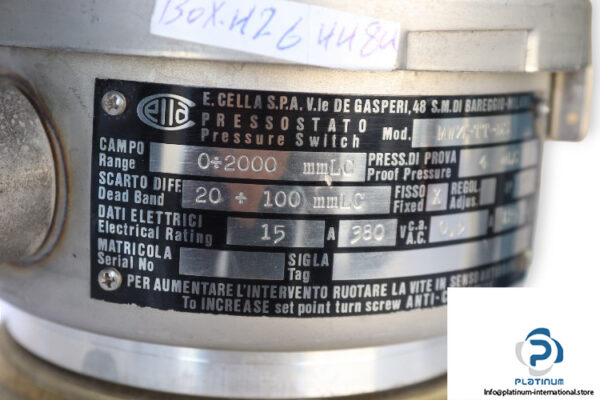 BOX-H26
Cella
E. CELLA S.P.A. V.le DE GASPERI, 48 S.M. DI BAREGGIO-MILANO
PRESSOSTATO
Pressure Switch
Mod.
CAMPO
Range
0÷2000 mmLC
PRESS. DI PROVA
Proof Pressure
4
SCARTO DIFF
Dead Band
20 ÷ 100 mmLC
FISSO
Fixed
X
REGOL.
Adjus.
DATI ELETTRICI
Electrical Rating
15 A 380 V c.a.
A.C.
A
MATRICOLA
Serial No
SIGLA
Tag
PER AUMENTARE L'INTERVENTO RUOTARE LA VITE IN SENSO
To INCREASE set point turn screw
PLATINUM
Info@platinum-international.store